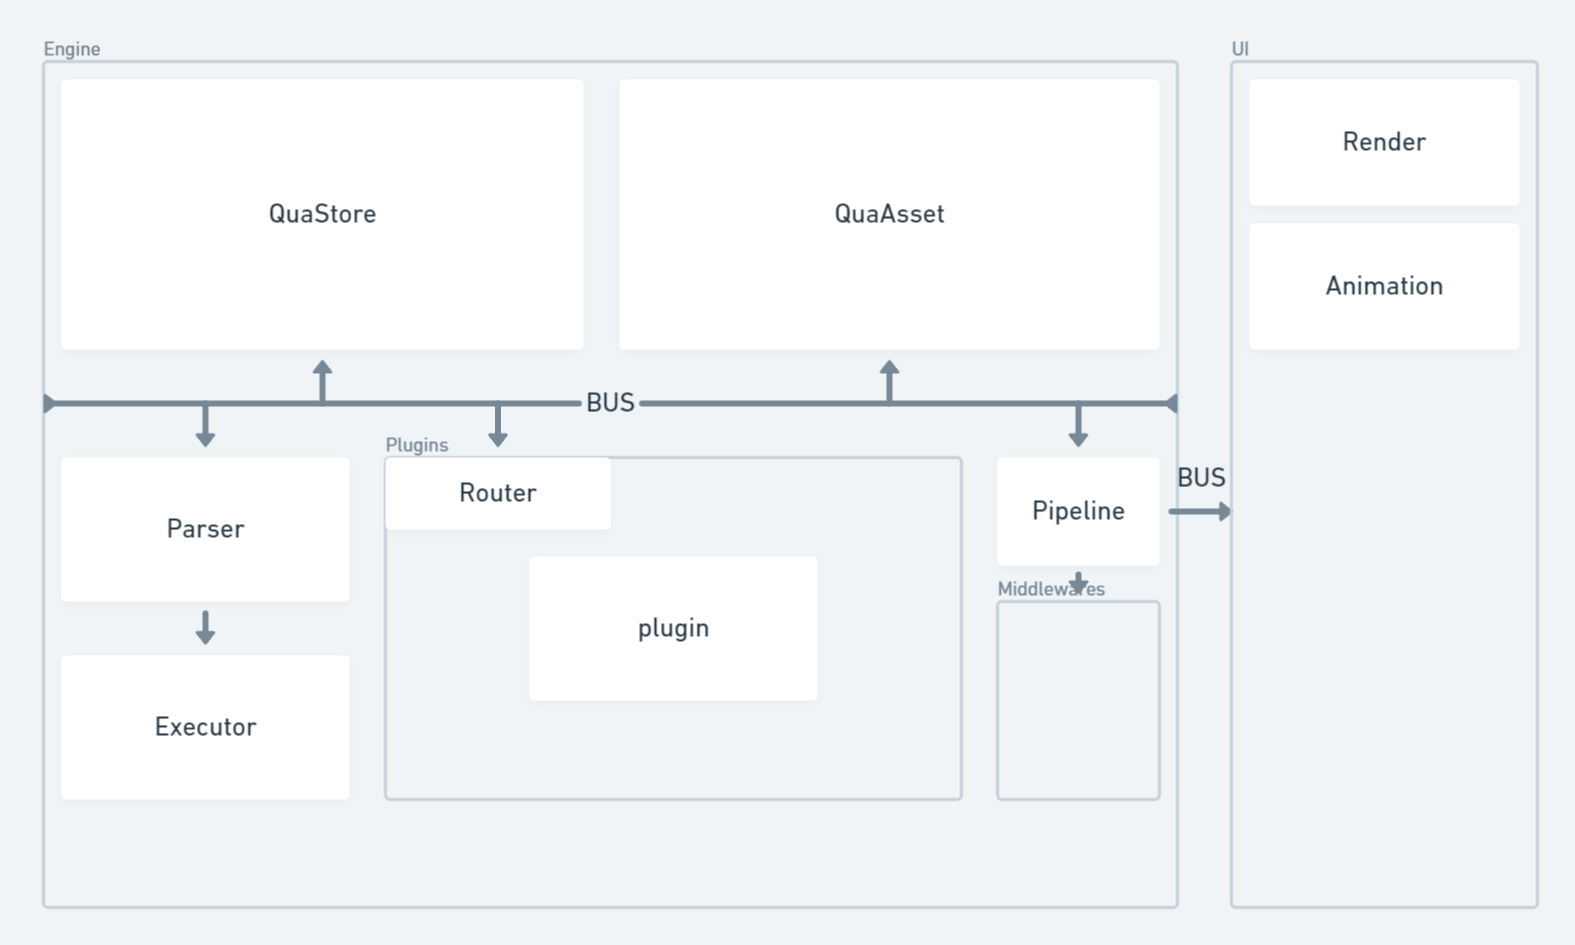 Engine
UI
QuaStore
QuaAsset
Render
Animation
BUS
Plugins
Router
Parser
Pipeline
BUS
Middlewares
plugin
Executor